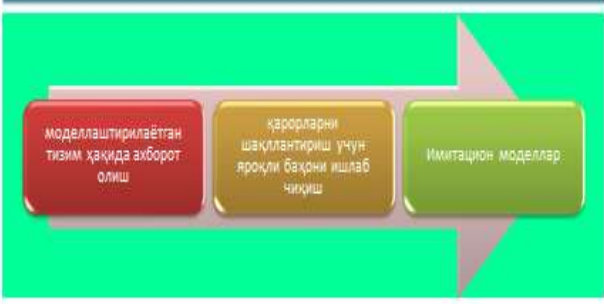 моделлаштирилаётган
тизим ҳақида ахборот
олиш
қарорларни
шакллантириш учун
яроқли баҳони ишлаб
чиқиш
Имитацион моделлар